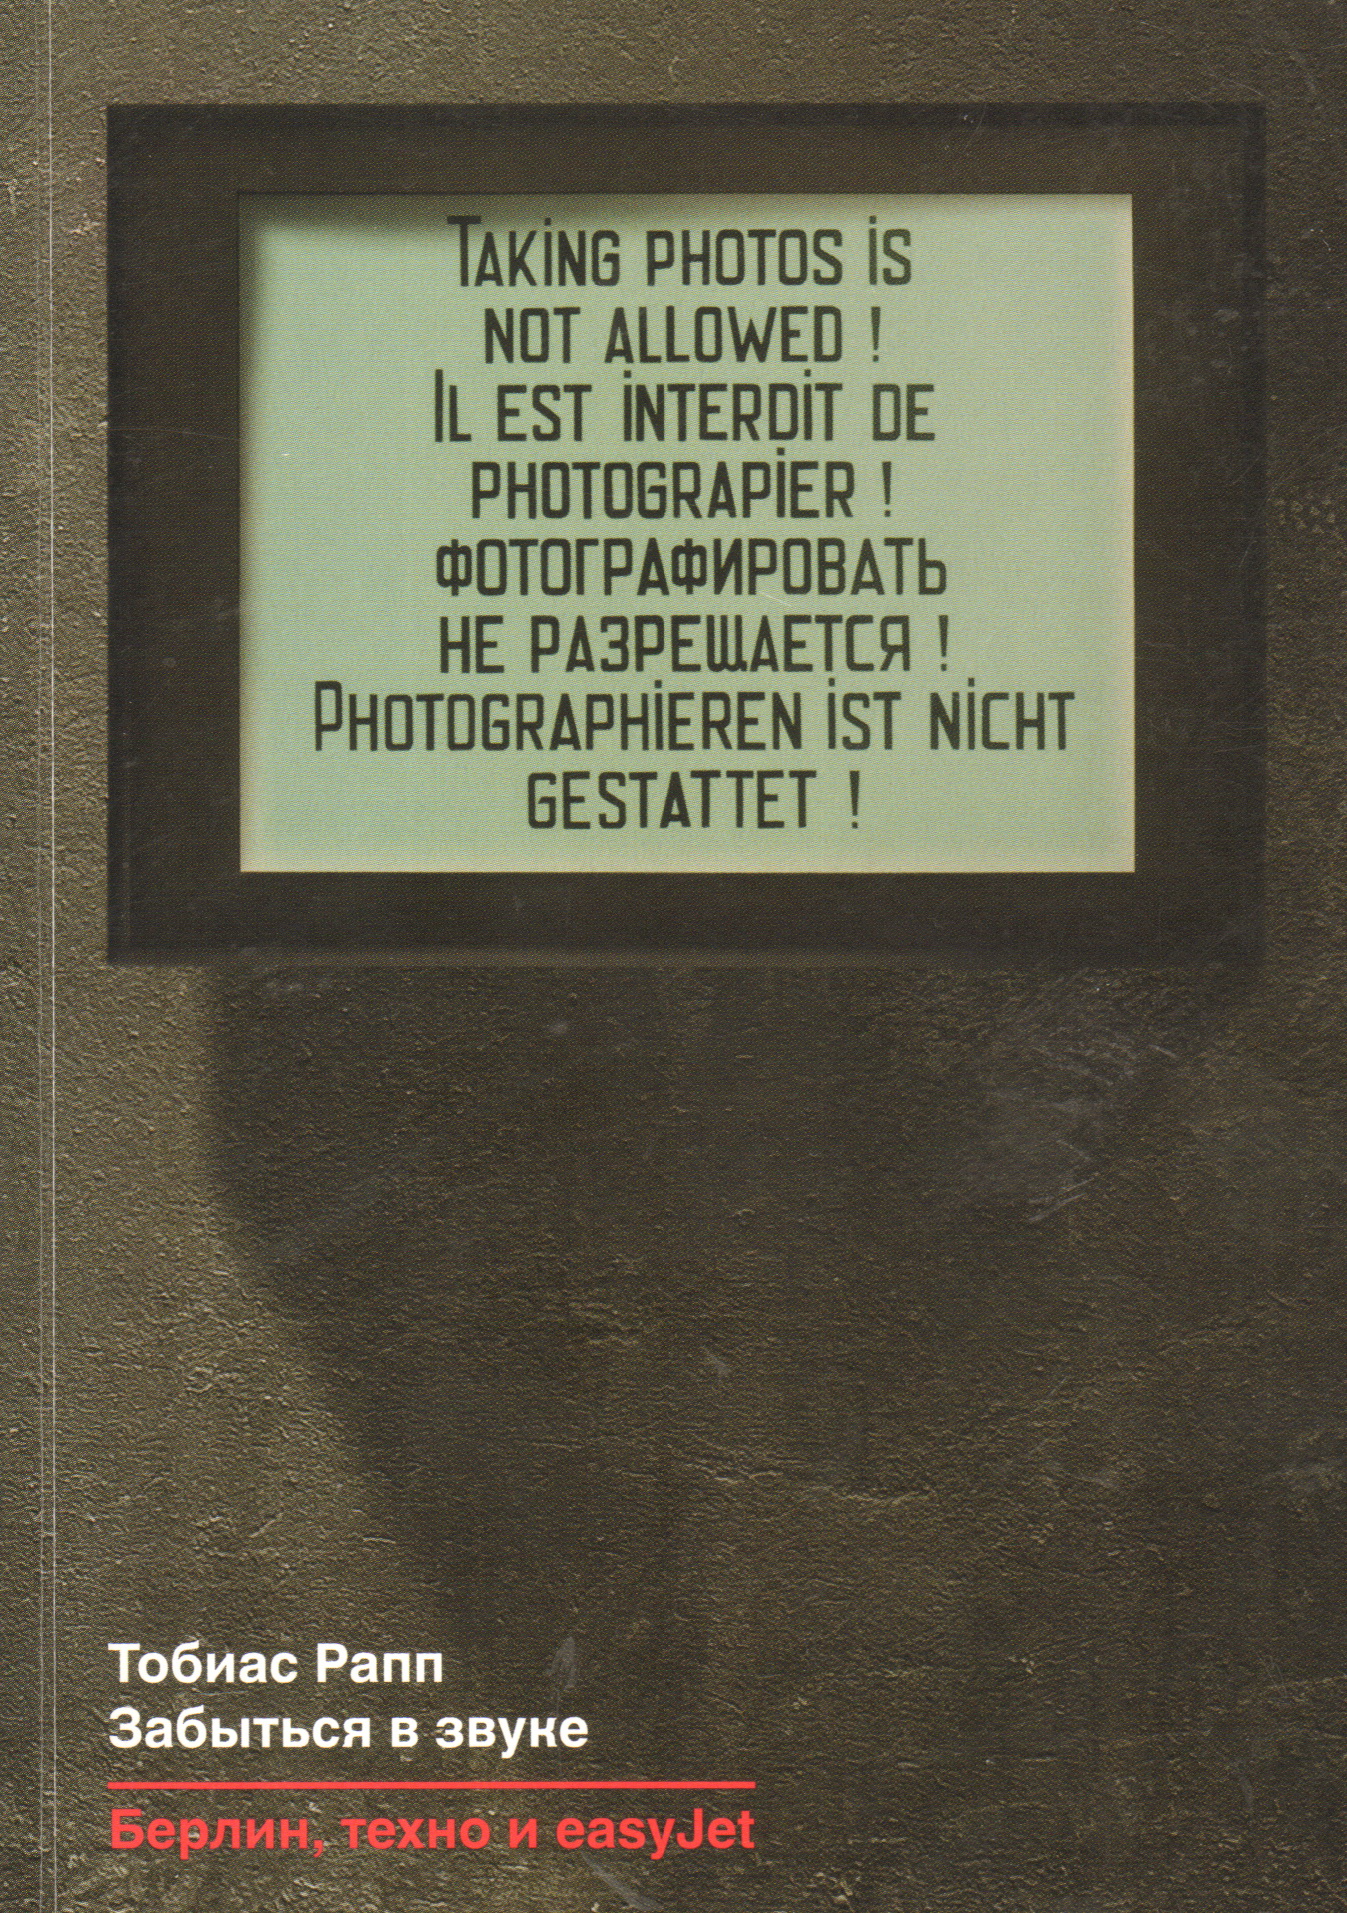 Taking photos is
not allowed !
Il est interdit de
photograpier !
фотографировать
не разрешается !
Photographieren ist nicht
gestattet !
Тобиас Рапп
Забыться в звуке
Берлин, техно и easyJet